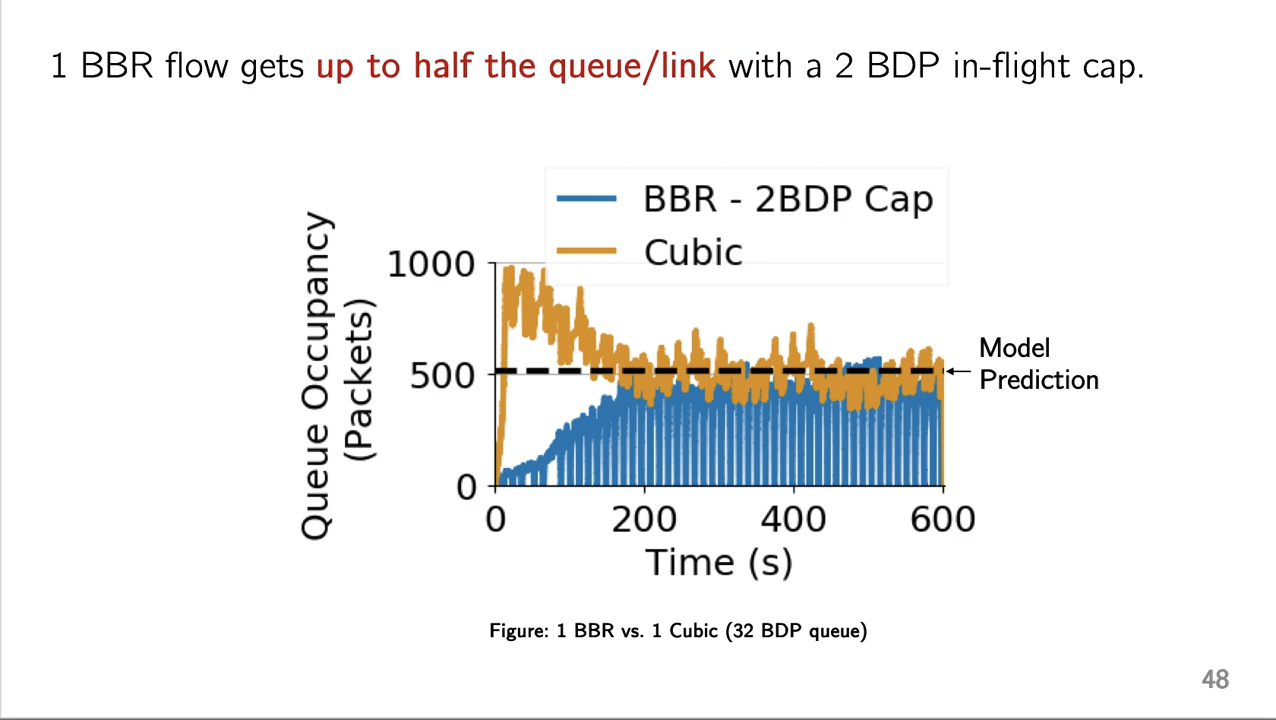 1 BBR flow gets up to half the queue/link with a 2 BDP in-flight cap.
BBR - 2BDP Cap
Cubic
Queue Occupancy
(Packets)
1000
500
0
0 200 400 600
Time (s)
Model
Prediction
Figure: 1 BBR vs. 1 Cubic (32 BDP queue)
48